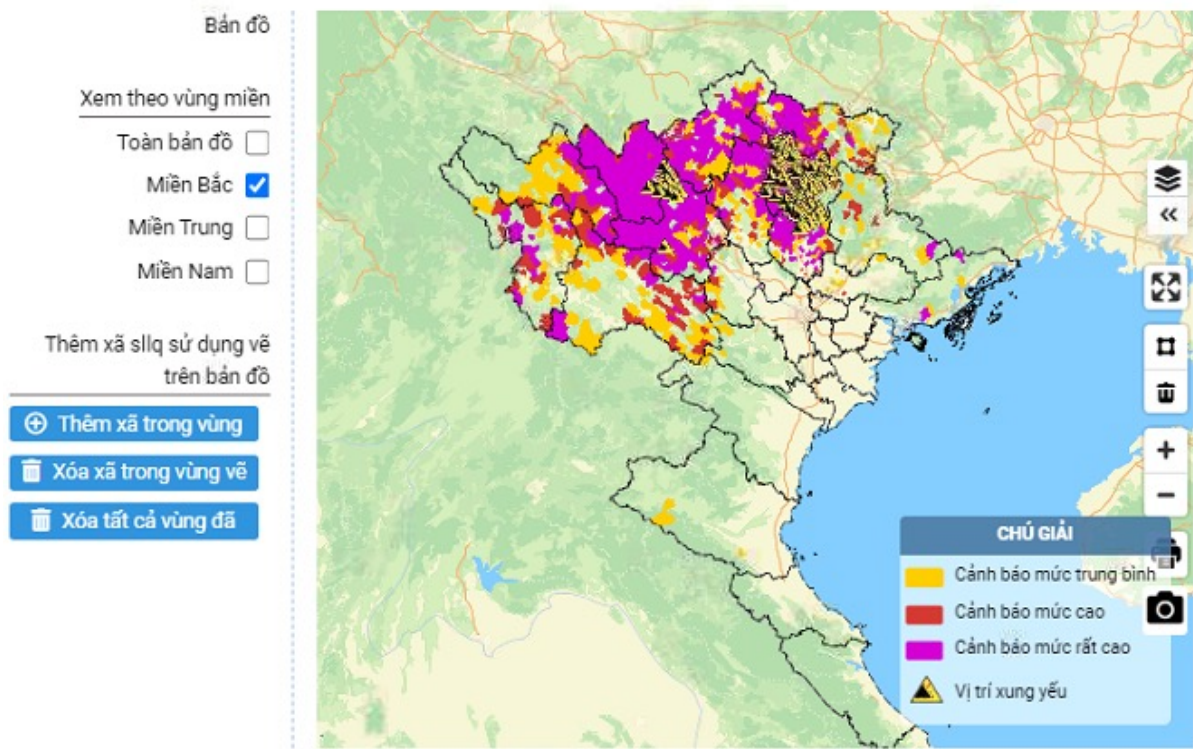 Bản đồ
Xem theo vùng miền
Toàn bản đồ
Miền Bắc
Miền Trung
Miền Nam
Thêm xã sllq sử dụng vẽ
trên bản đồ
Thêm xã trong vùng
Xóa xã trong vùng vẽ
Xóa tất cả vùng đã
CHÚ GIẢI
Cảnh báo mức trung bình
Cảnh báo mức cao
Cảnh báo mức rất cao
Vị trí xung yếu